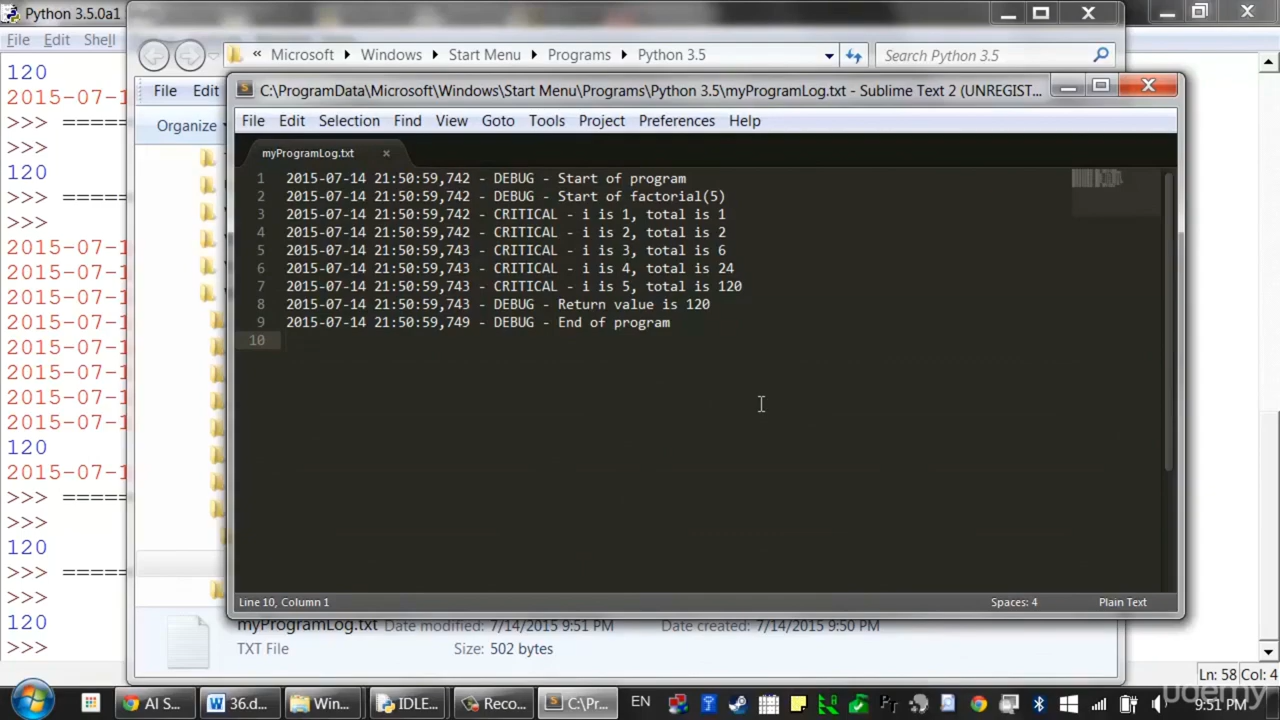 Python 3.5.0a1
File Edit Shell
120
2015-07-1
>>> =====
>>>
120
>>> =====
>>>
2015-07-1
2015-07-1
2015-07-1
2015-07-1
2015-07-1
2015-07-1
2015-07-1
2015-07-1
120
2015-07-1
>>> =====
>>>
120
>>> =====
>>>
120
>>>
« Microsoft Windows Start Menu Programs Python 3.5
Search Python 3.5
File Edit
Organize
C:\ProgramData\Microsoft\Windows\Start Menu\Programs\Python 3.5\myProgramLog.txt - Sublime Text 2 (UNREGIST...
File Edit Selection Find View Goto Tools Project Preferences Help
myProgramLog.txt
1 2015-07-14 21:50:59,742 - DEBUG - Start of program
2 2015-07-14 21:50:59,742 - DEBUG - Start of factorial(5)
3 2015-07-14 21:50:59,742 - CRITICAL - i is 1, total is 1
4 2015-07-14 21:50:59,742 - CRITICAL - i is 2, total is 2
5 2015-07-14 21:50:59,743 - CRITICAL - i is 3, total is 6
6 2015-07-14 21:50:59,743 - CRITICAL - i is 4, total is 24
7 2015-07-14 21:50:59,743 - CRITICAL - i is 5, total is 120
8 2015-07-14 21:50:59,743 - DEBUG - Return value is 120
9 2015-07-14 21:50:59,749 - DEBUG - End of program
10
Line 10, Column 1 Spaces: 4 Plain Text
myProgramLog.txt Date modified: 7/14/2015 9:51 PM Date created: 7/14/2015 9:50 PM
TXT File Size: 502 bytes
Ln: 58 Col: 4
AI S... 36.d... Win... IDLE... Reco... C:\Pr... EN 9:51 PM
udemy